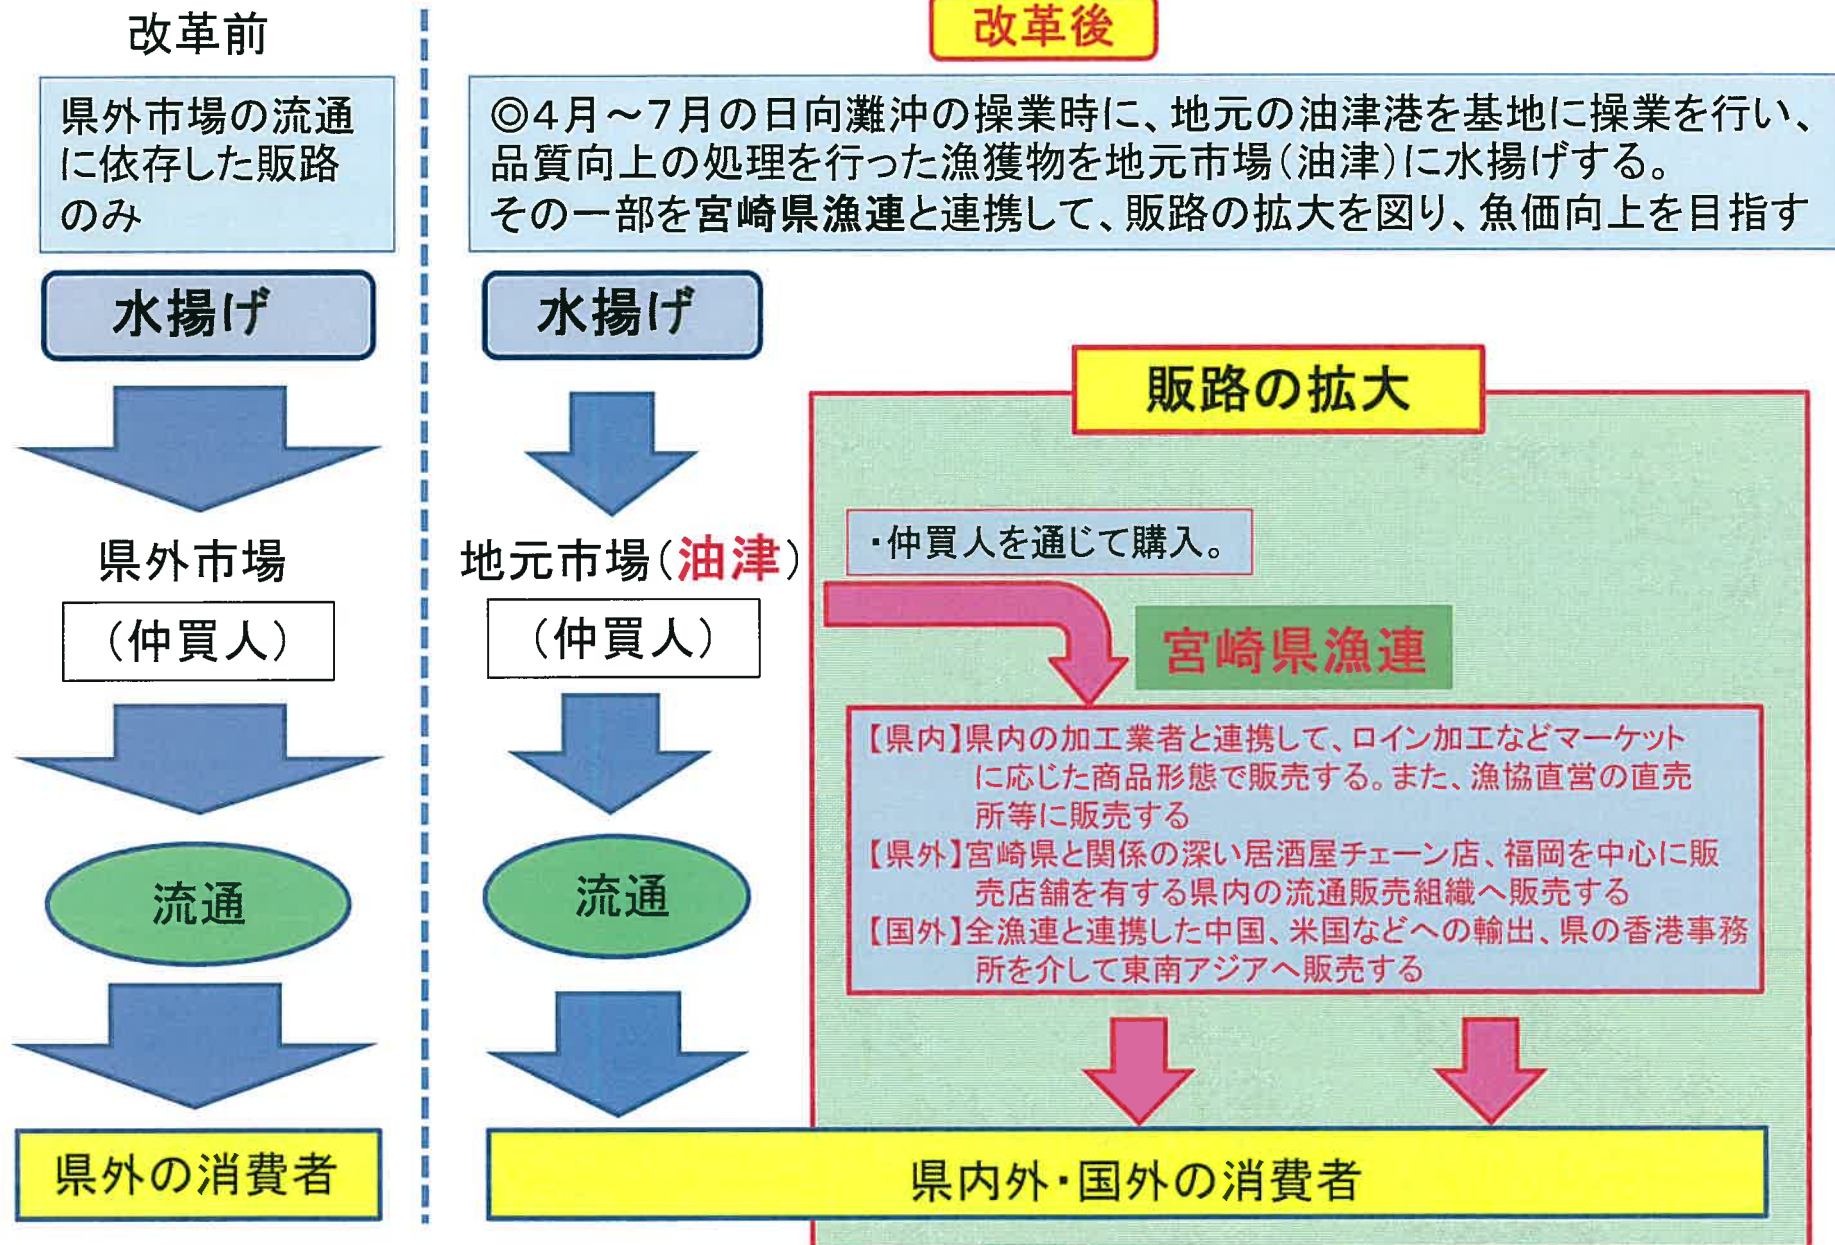 改革前
県外市場の流通
に依存した販路
のみ
水揚げ
県外市場
(仲買人)
流通
県外の消費者
改革後
◎4月～7月の日向灘沖の操業時に、地元の油津港を基地に操業を行い、
品質向上の処理を行った漁獲物を地元市場(油津)に水揚げする。
その一部を宮崎県漁連と連携して、販路の拡大を図り、魚価向上を目指す
水揚げ
地元市場(油津)
(仲買人)
流通
販路の拡大
・仲買人を通じて購入。
宮崎県漁連
【県内】県内の加工業者と連携して、ロイン加工などマーケット
に応じた商品形態で販売する。また、漁協直営の直売
所等に販売する
【県外】宮崎県と関係の深い居酒屋チェーン店、福岡を中心に販
売店舗を有する県内の流通販売組織へ販売する
【国外】全漁連と連携した中国、米国などへの輸出、県の香港事務
所を介して東南アジアへ販売する
県内外・国外の消費者